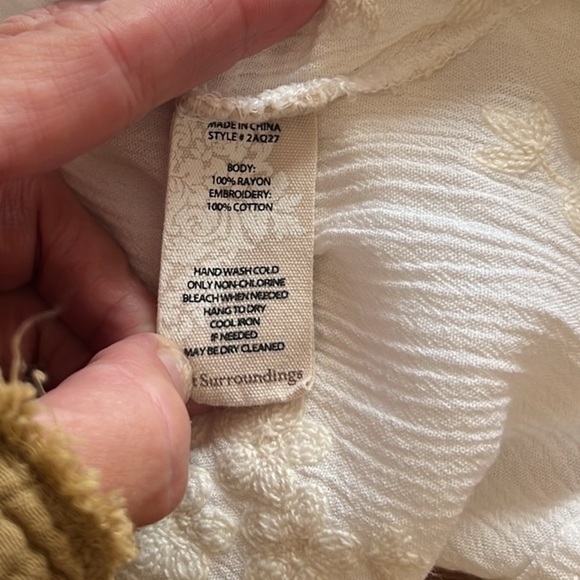 MADE IN CHINA
STYLE # 2AQ27
BODY:
100% RAYON
EMBROIDERY:
100% COTTON
HAND WASH COLD
ONLY NON-CHLORINE
BLEACH WHEN NEEDED
HANG TO DRY
COOL IRON
IF NEEDED
MAY BE DRY CLEANED
t Surroundings